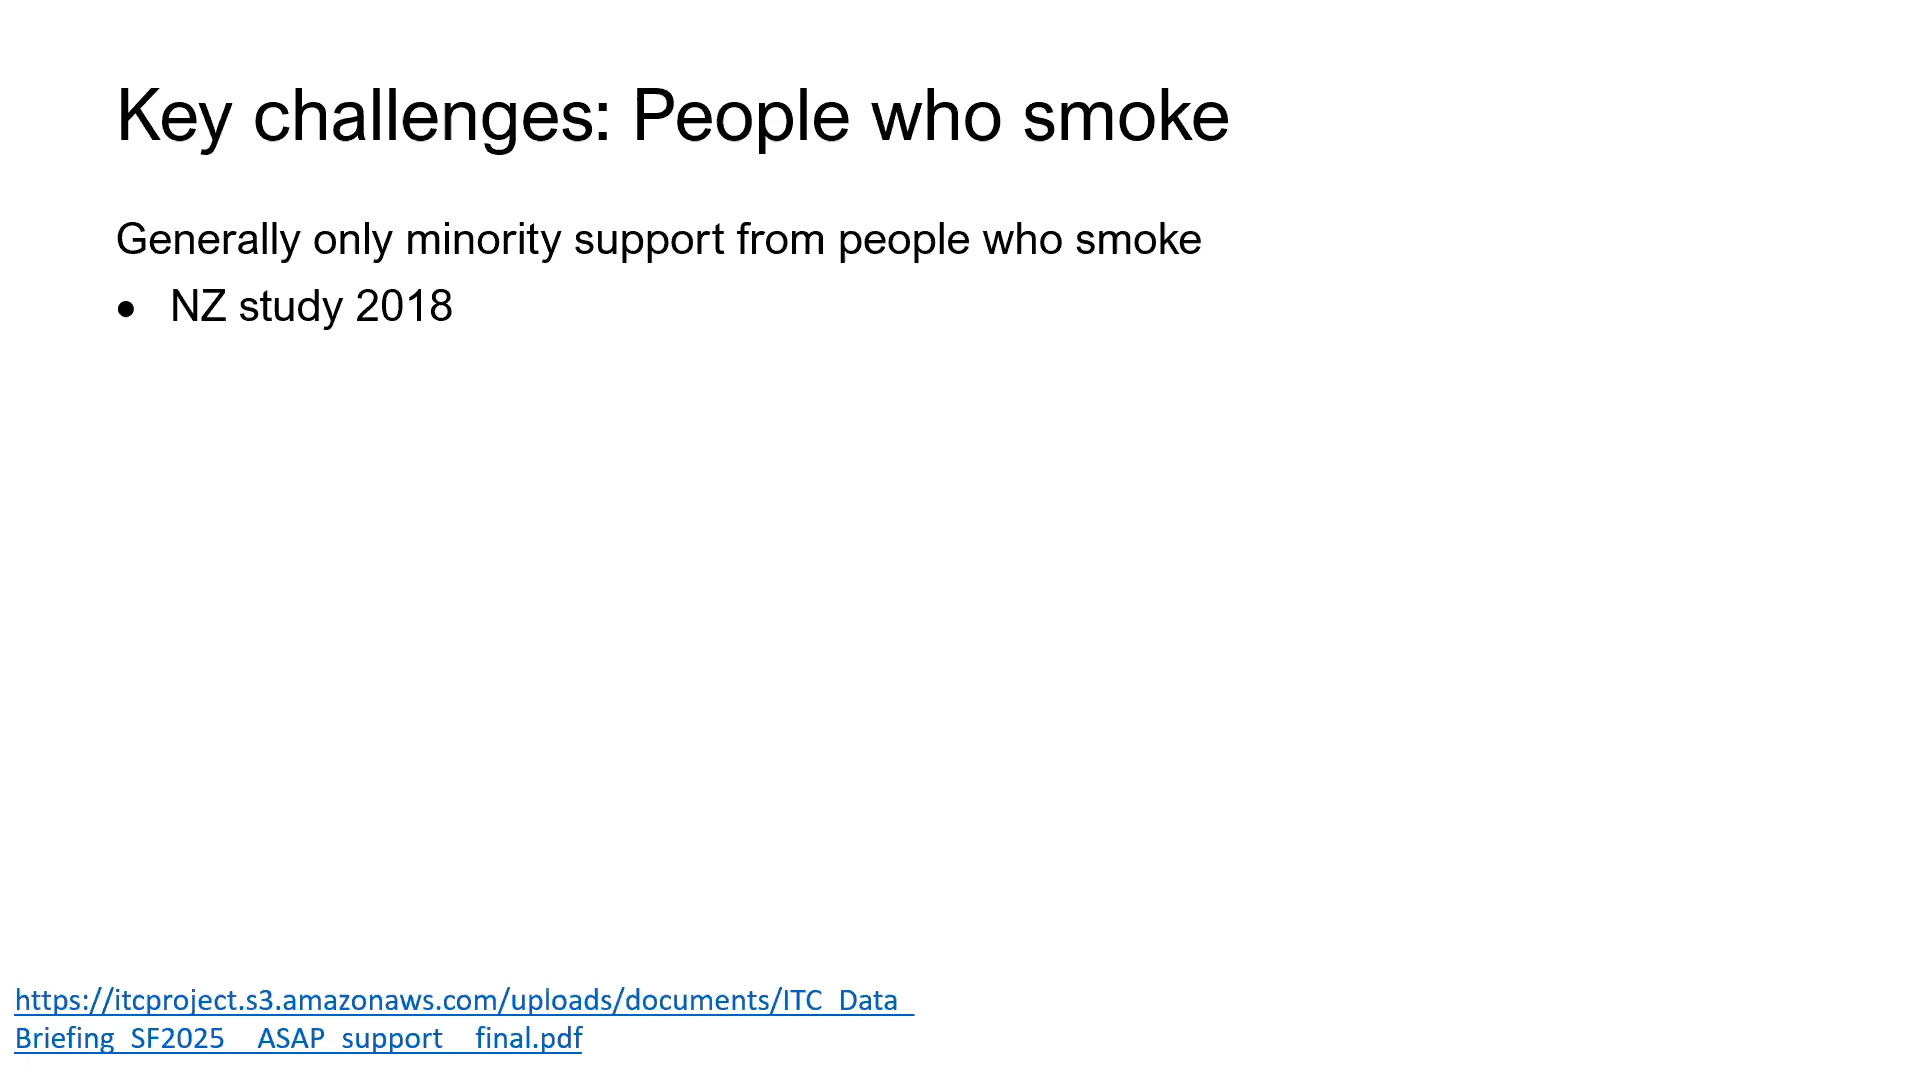 Key challenges: People who smoke
Generally only minority support from people who smoke
● NZ study 2018
https://itcproject.s3.amazonaws.com/uploads/documents/ITC_Data_
Briefing_SF2025__ASAP_support__final.pdf